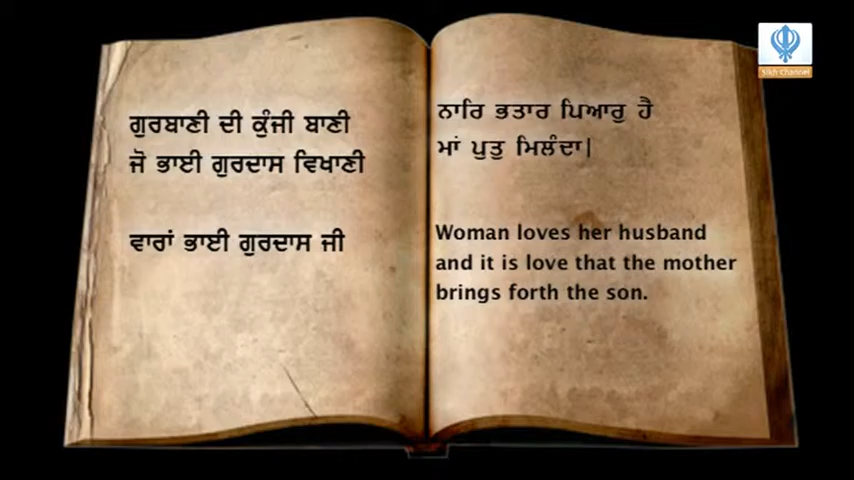 ਗੁਰਬਾਣੀ ਦੀ ਕੁੰਜੀ ਬਾਣੀ
ਜੋ ਭਾਈ ਗੁਰਦਾਸ ਵਿਖਾਣੀ
ਵਾਰਾਂ ਭਾਈ ਗੁਰਦਾਸ ਜੀ
ਨਾਰਿ ਭਤਾਰ ਪਿਆਰੁ ਹੈ
ਮਾਂ ਪੁਤੁ ਮਿਲੰਦਾ|
Woman loves her husband
and it is love that the mother
brings forth the son.
Sikh Channel